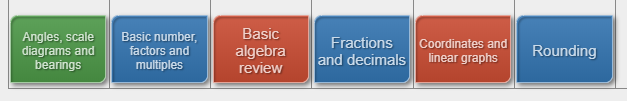 Angles, scale
diagrams and
bearings
Basic number,
factors and
multiples
Basic
algebra
review
Fractions
and decimals
Coordinates and
linear graphs
Rounding